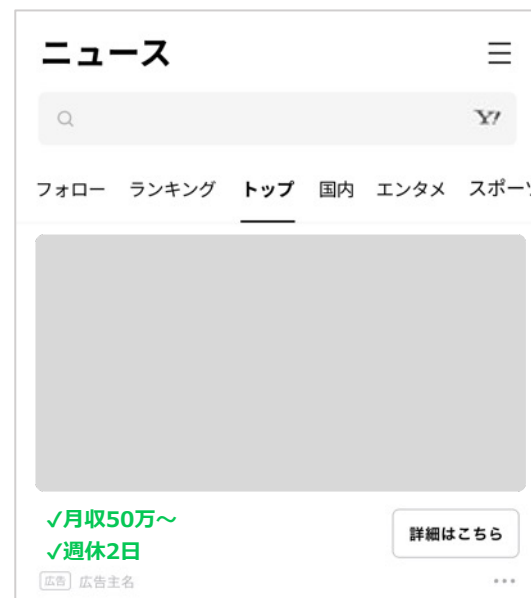 ニュース
Y!
フォロー ランキング トップ 国内 エンタメ スポーツ
✓月収50万～
✓週休2日
詳細はこちら
広告 広告主名